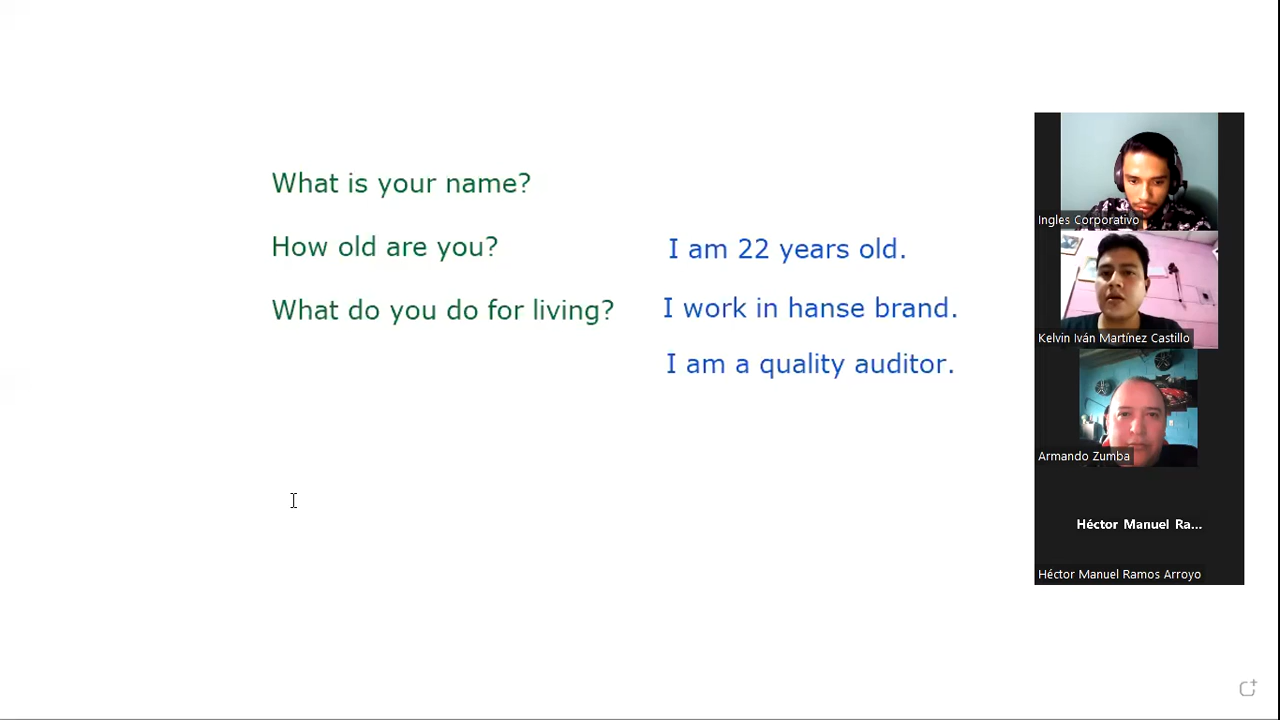 What is your name?
How old are you?
I am 22 years old.
What do you do for living?
I work in hanse brand.
I am a quality auditor.
Ingles Corporativo
Kelvin Iván Martínez Castillo
Armando Zumba
Héctor Manuel Ra...
Héctor Manuel Ramos Arroyo